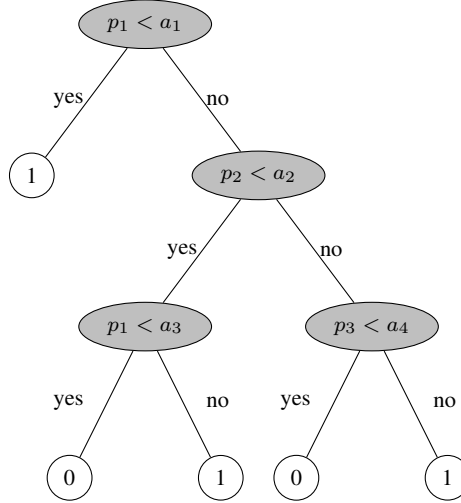 p₁ < a₁
yes no
1
p₂ < a₂
yes no
p₁ < a₃ p₃ < a₄
yes no yes no
0 1 0 1